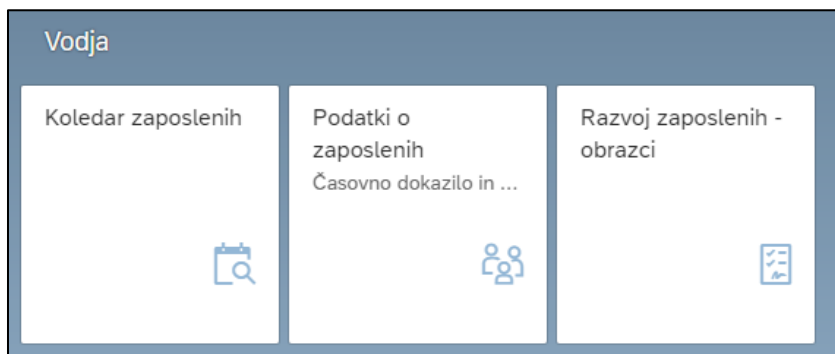 Vodja
Koledar zaposlenih
Podatki o
zaposlenih
Časovno dokazilo in ...
Razvoj zaposlenih -
obrazci